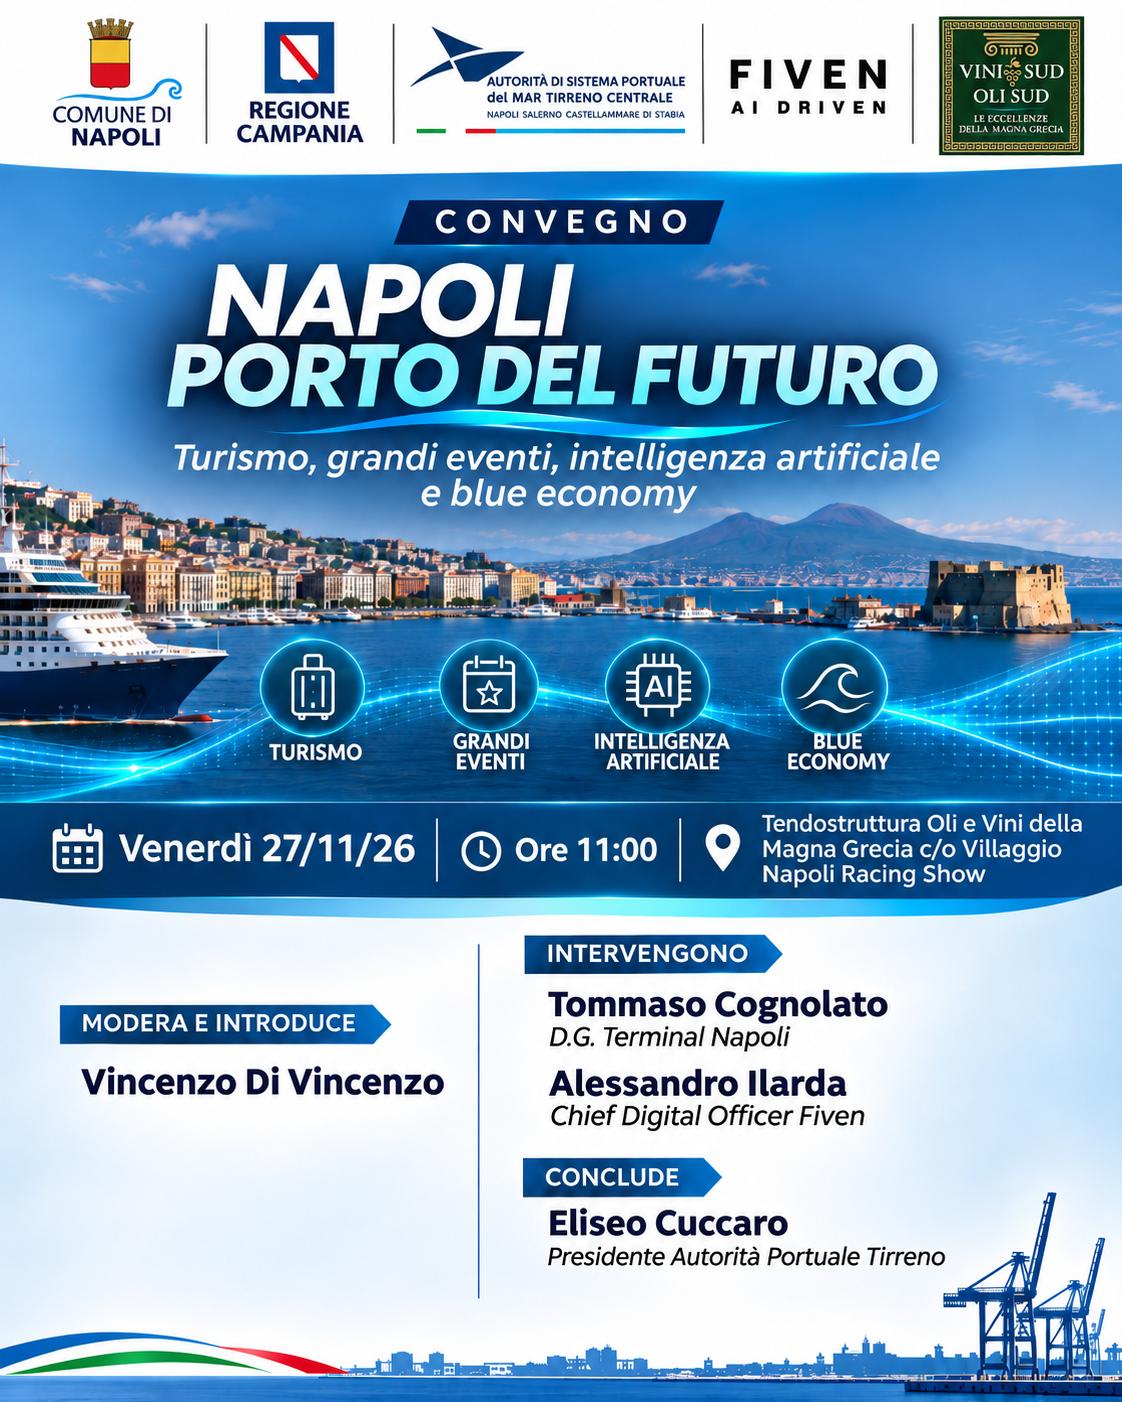 COMUNE DI
NAPOLI
REGIONE
CAMPANIA
AUTORITÀ DI SISTEMA PORTUALE
del MAR TIRRENO CENTRALE
NAPOLI SALERNO CASTELLAMMARE DI STABIA
FIVEN
AI DRIVEN
VINI SUD
OLI SUD
LE ECCELLENZE
DELLA MAGNA GRECIA
CONVEGNO
NAPOLI
PORTO DEL FUTURO
Turismo, grandi eventi, intelligenza artificiale
e blue economy
TURISMO
GRANDI
EVENTI
AI
INTELLIGENZA
ARTIFICIALE
BLUE
ECONOMY
Venerdì 27/11/26
Ore 11:00
Tendostruttura Oli e Vini della
Magna Grecia c/o Villaggio
Napoli Racing Show
MODERA E INTRODUCE
Vincenzo Di Vincenzo
INTERVENGONO
Tommaso Cognolato
D.G. Terminal Napoli
Alessandro Ilarda
Chief Digital Officer Fiven
CONCLUDE
Eliseo Cuccaro
Presidente Autorità Portuale Tirreno